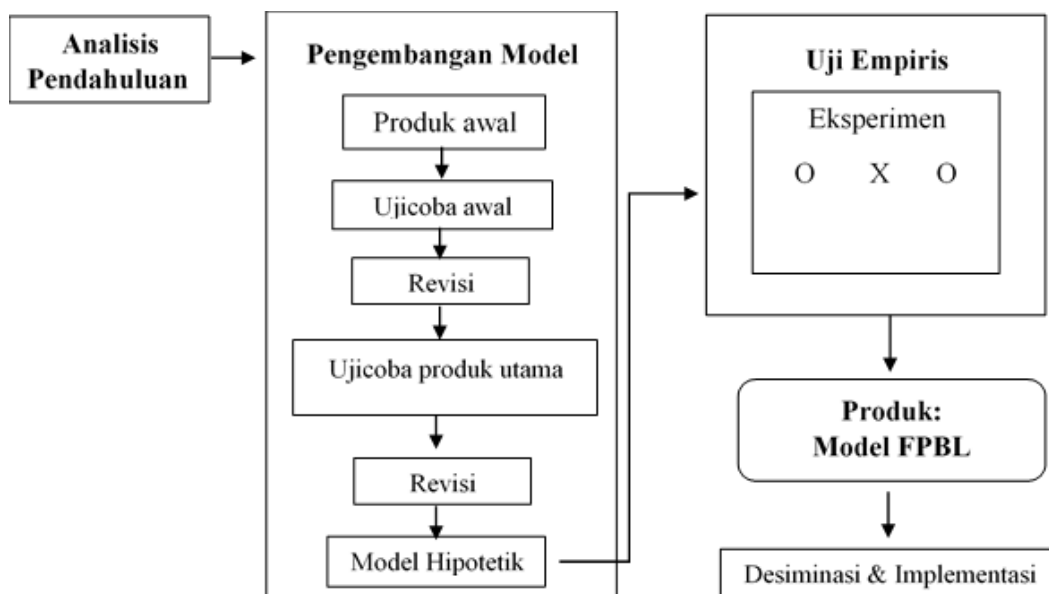 Analisis
Pendahuluan
Pengembangan Model
Produk awal
Ujicoba awal
Revisi
Ujicoba produk utama
Revisi
Model Hipotetik
Uji Empiris
Eksperimen
O X O
Produk:
Model FPBL
Desiminasi & Implementasi